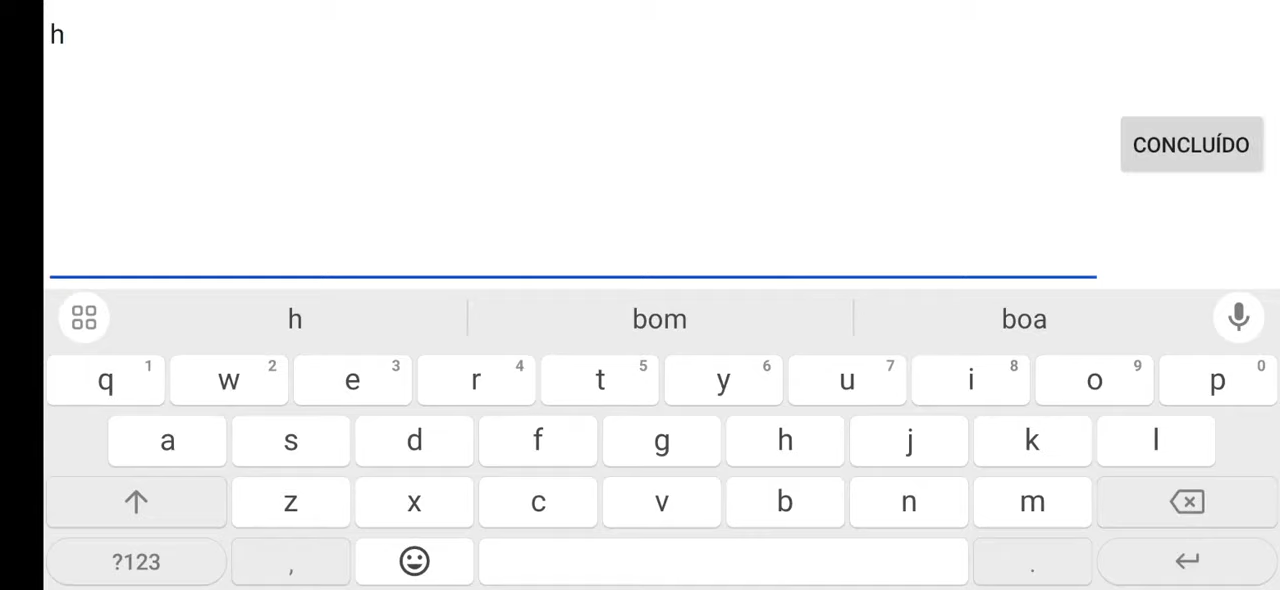 h
CONCLUÍDO
h bom boa
q 1 w 2 e 3 r 4 t 5 y 6 u 7 i 8 o 9 p 0
a s d f g h j k l
z x c v b n m
?123 , .